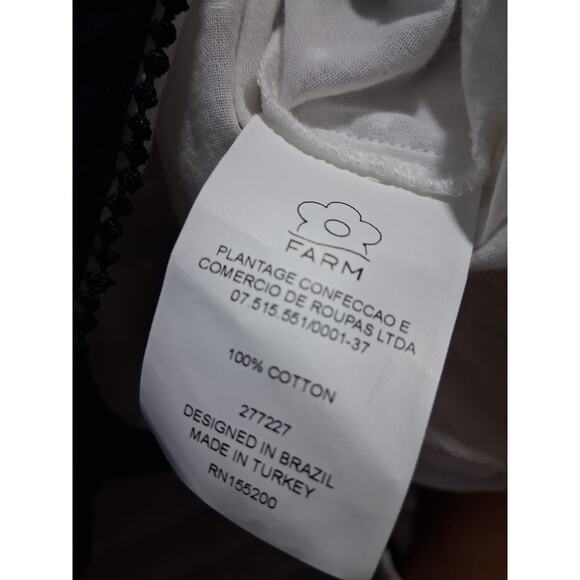 FARM
PLANTAGE CONFECCAO E
COMERCIO DE ROUPAS LTDA
07.515.551/0001-37
100% COTTON
277227
DESIGNED IN BRAZIL
MADE IN TURKEY
RN155200